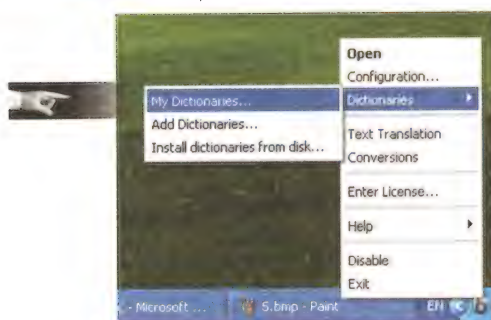 Open
Configuration...
Dictionaries
My Dictionaries...
Add Dictionaries...
Install dictionaries from disk...
Text Translation
Conversions
Enter License...
Help
Disable
Exit
- Microsoft ...
5.bmp - Paint
EN